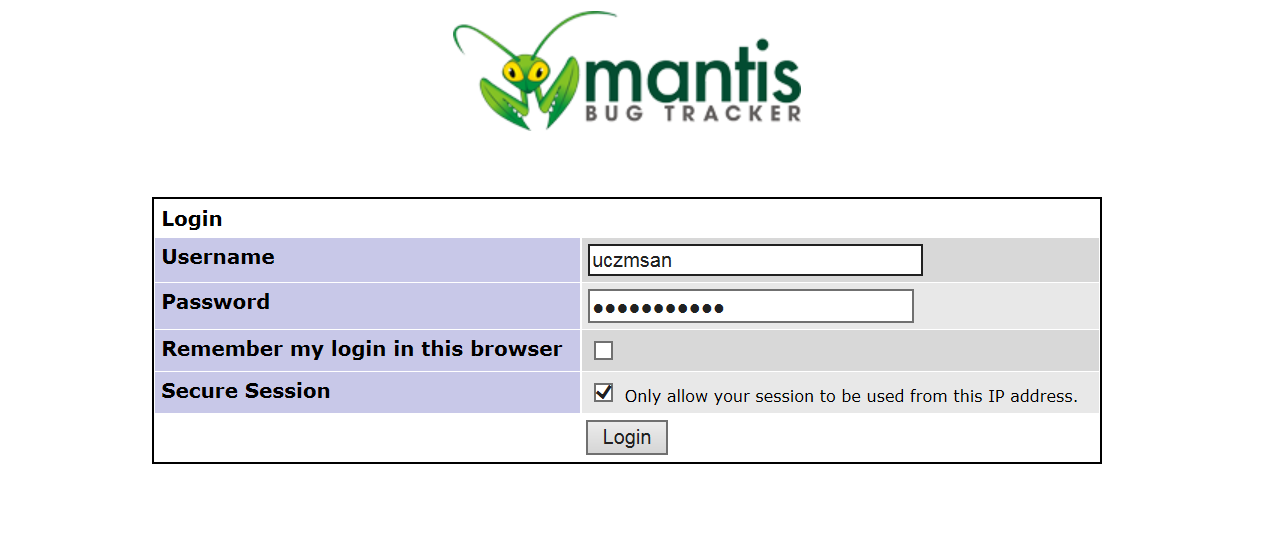 mantis
BUG TRACKER
Login
Username uczmsan
Password ●●●●●●●●●●●
Remember my login in this browser
Secure Session Only allow your session to be used from this IP address.
Login